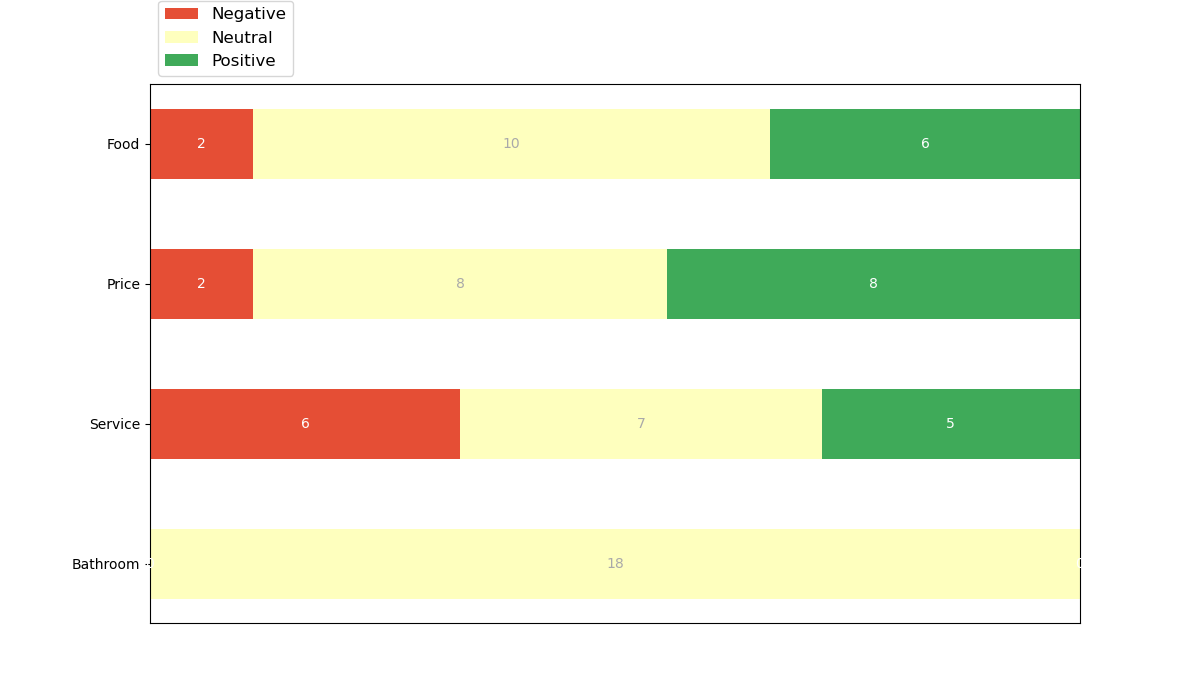 Negative
Neutral
Positive
Food 2 10 6
Price 2 8 8
Service 6 7 5
Bathroom 18